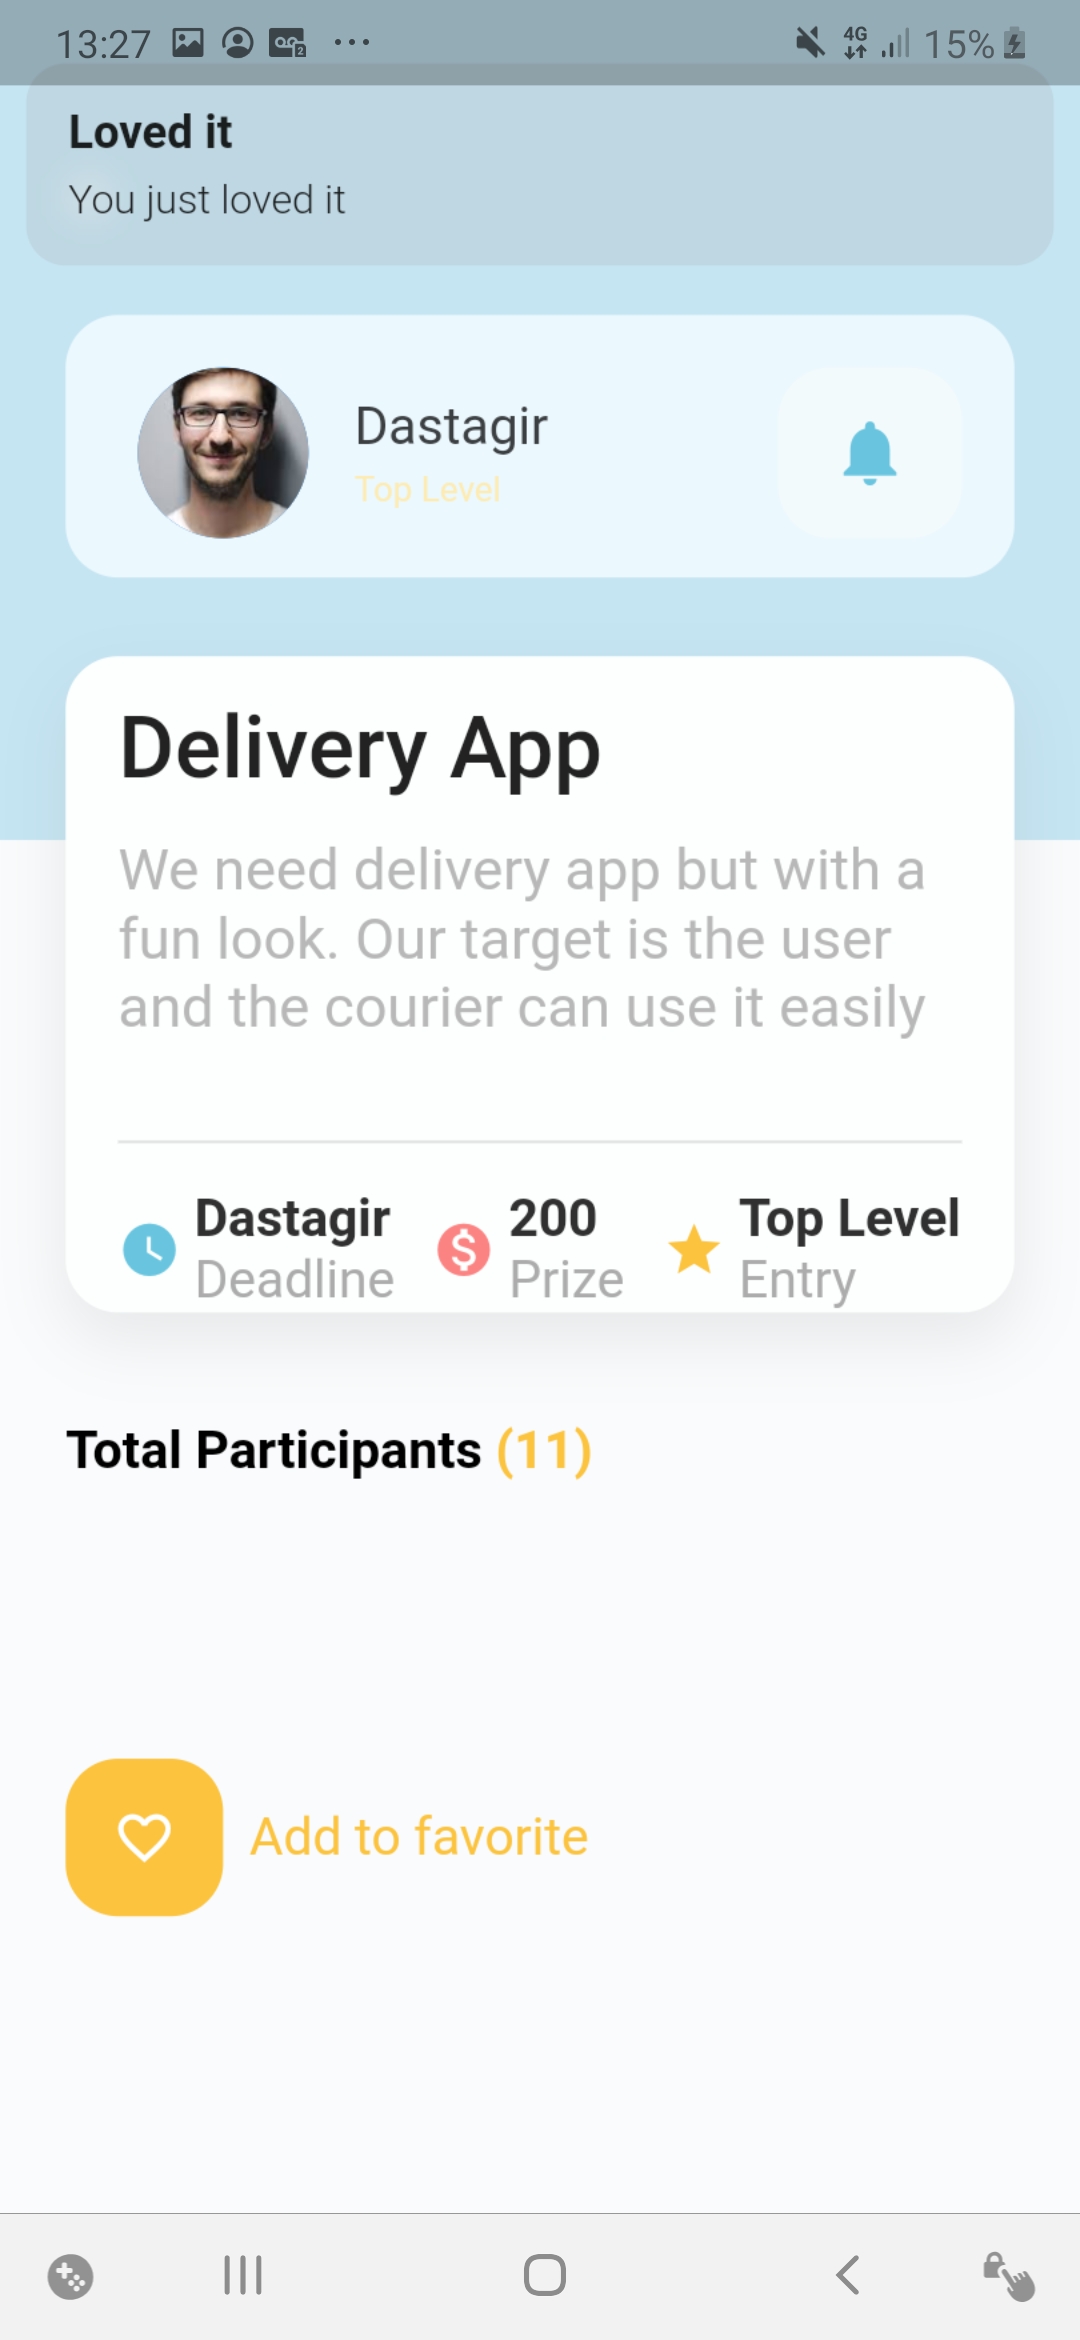 13:27
4G
15%
Loved it
You just loved it
Dastagir
Top Level
Delivery App
We need delivery app but with a
fun look. Our target is the user
and the courier can use it easily
Dastagir 200 Top Level
Deadline Prize Entry
Total Participants (11)
Add to favorite